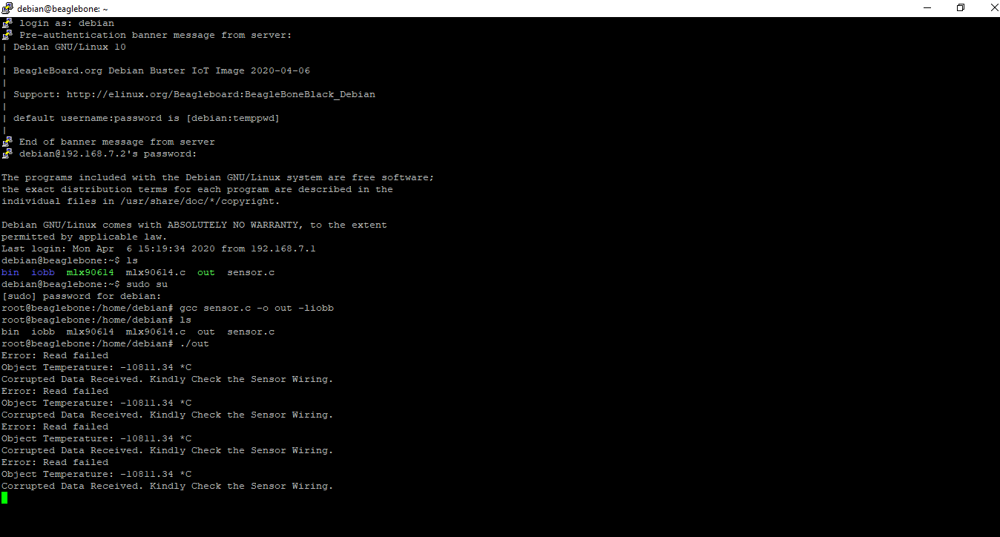 debian@beaglebone: ~
login as: debian
Pre-authentication banner message from server:
| Debian GNU/Linux 10
|
| BeagleBoard.org Debian Buster IoT Image 2020-04-06
|
| Support: http://elinux.org/Beagleboard:BeagleBoneBlack_Debian
|
| default username:password is [debian:temppwd]
|
End of banner message from server
debian@192.168.7.2's password:
The programs included with the Debian GNU/Linux system are free software;
the exact distribution terms for each program are described in the
individual files in /usr/share/doc/*/copyright.
Debian GNU/Linux comes with ABSOLUTELY NO WARRANTY, to the extent
permitted by applicable law.
Last login: Mon Apr  6 15:19:34 2020 from 192.168.7.1
debian@beaglebone:~$ ls
bin  iobb  mlx90614  mlx90614.c  out  sensor.c
debian@beaglebone:~$ sudo su
[sudo] password for debian:
root@beaglebone:/home/debian# gcc sensor.c -o out -liobb
root@beaglebone:/home/debian# ls
bin  iobb  mlx90614  mlx90614.c  out  sensor.c
root@beaglebone:/home/debian# ./out
Error: Read failed
Object Temperature: -10811.34 *C
Corrupted Data Received. Kindly Check the Sensor Wiring.
Error: Read failed
Object Temperature: -10811.34 *C
Corrupted Data Received. Kindly Check the Sensor Wiring.
Error: Read failed
Object Temperature: -10811.34 *C
Corrupted Data Received. Kindly Check the Sensor Wiring.
Error: Read failed
Object Temperature: -10811.34 *C
Corrupted Data Received. Kindly Check the Sensor Wiring.